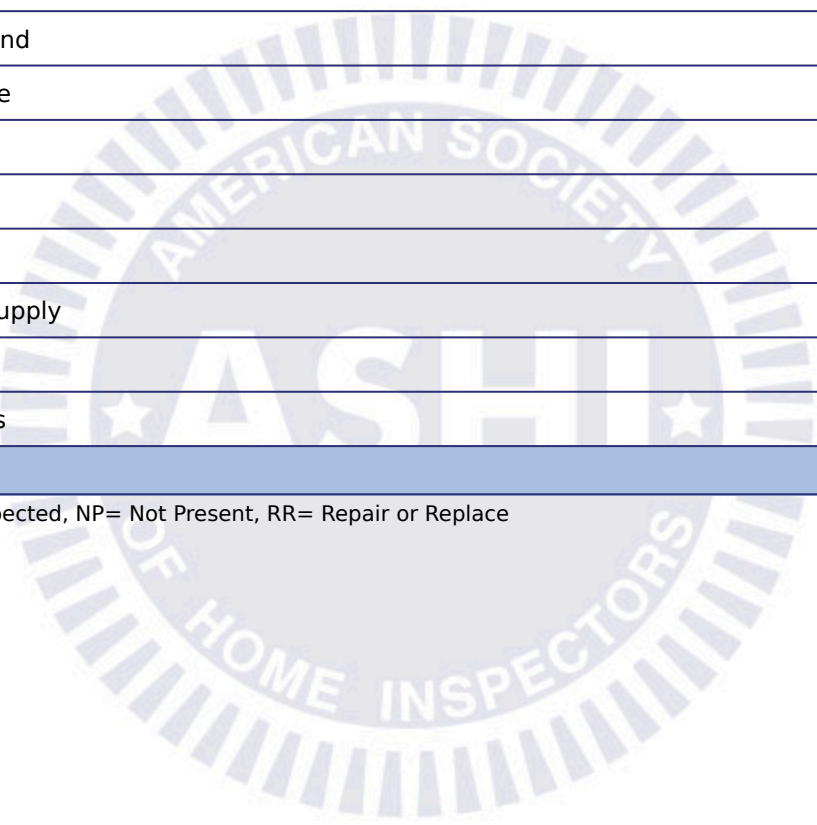 AMERICAN SOCIETY
nd
e
upply
ASHI
s
ected, NP= Not Present, RR= Repair or Replace
OF HOME INSPECTORS